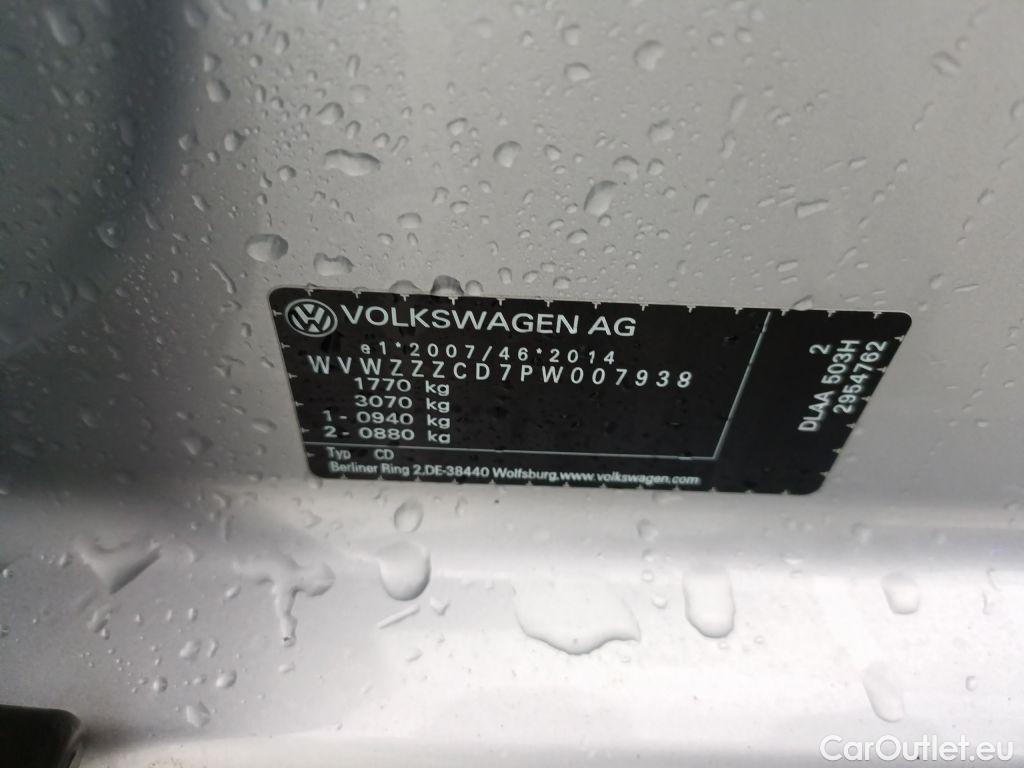 VOLKSWAGEN AG
e1*2007/46*2014
WVWZZZCD7PW007938
1770 kg
3070 kg
1 - 0940 kg
2 - 0880 kg
Typ CD
Berliner Ring 2,DE-38440 Wolfsburg.www.volkswagen.com
2
DLAA 503H
2954762
CarOutlet.eu